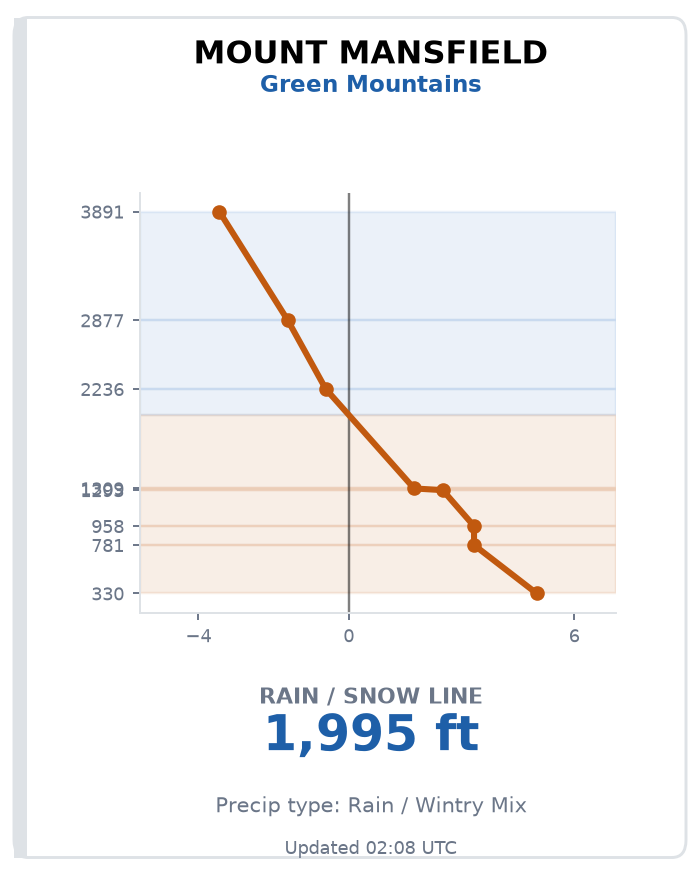 MOUNT MANSFIELD
Green Mountains
3891
2877
2236
958
781
330
−4 0 6
RAIN / SNOW LINE
1,995 ft
Precip type: Rain / Wintry Mix
Updated 02:08 UTC